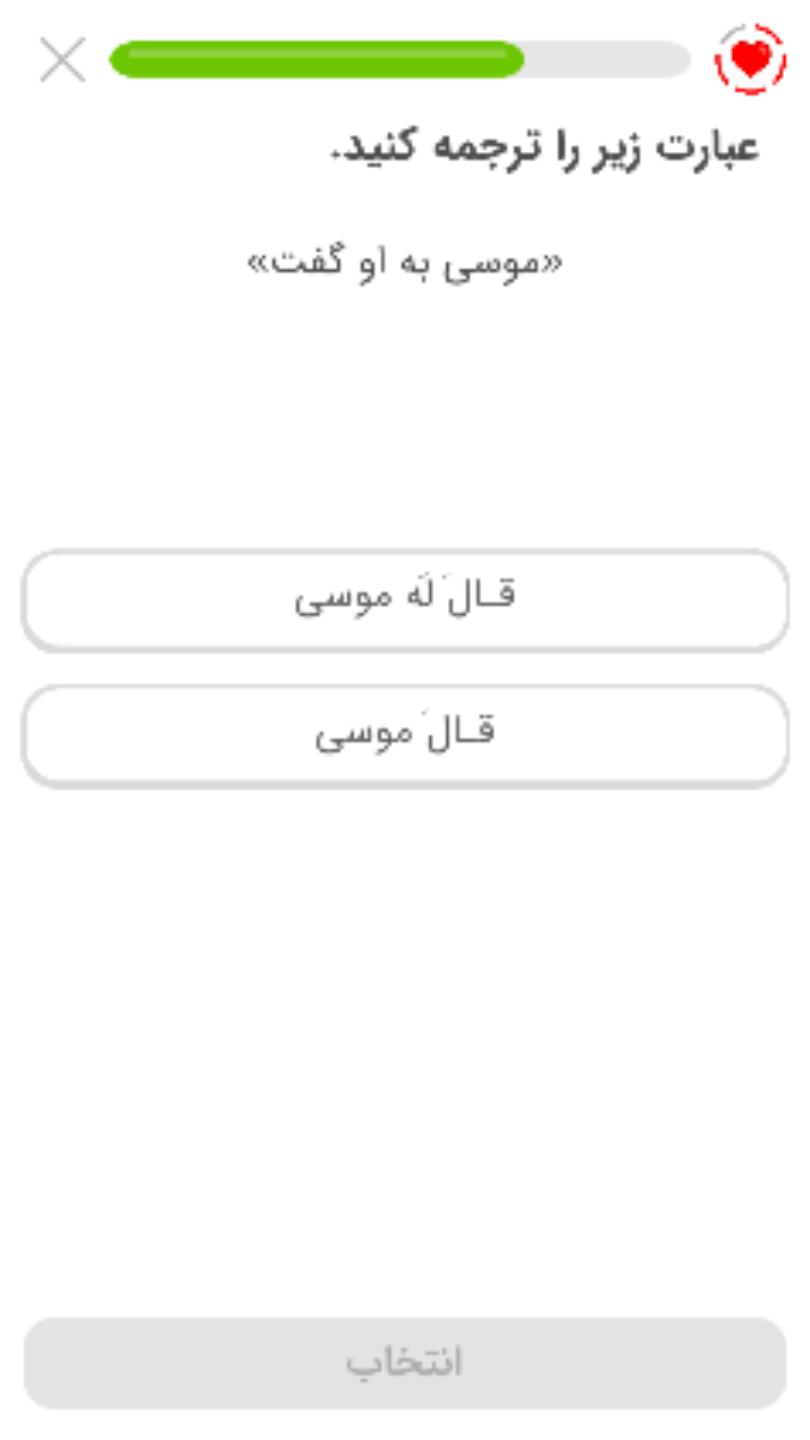 عبارت زیر را ترجمه کنید.
«موسی به او گفت»
قـالَ لَه موسی
قـالَ موسی
انتخاب